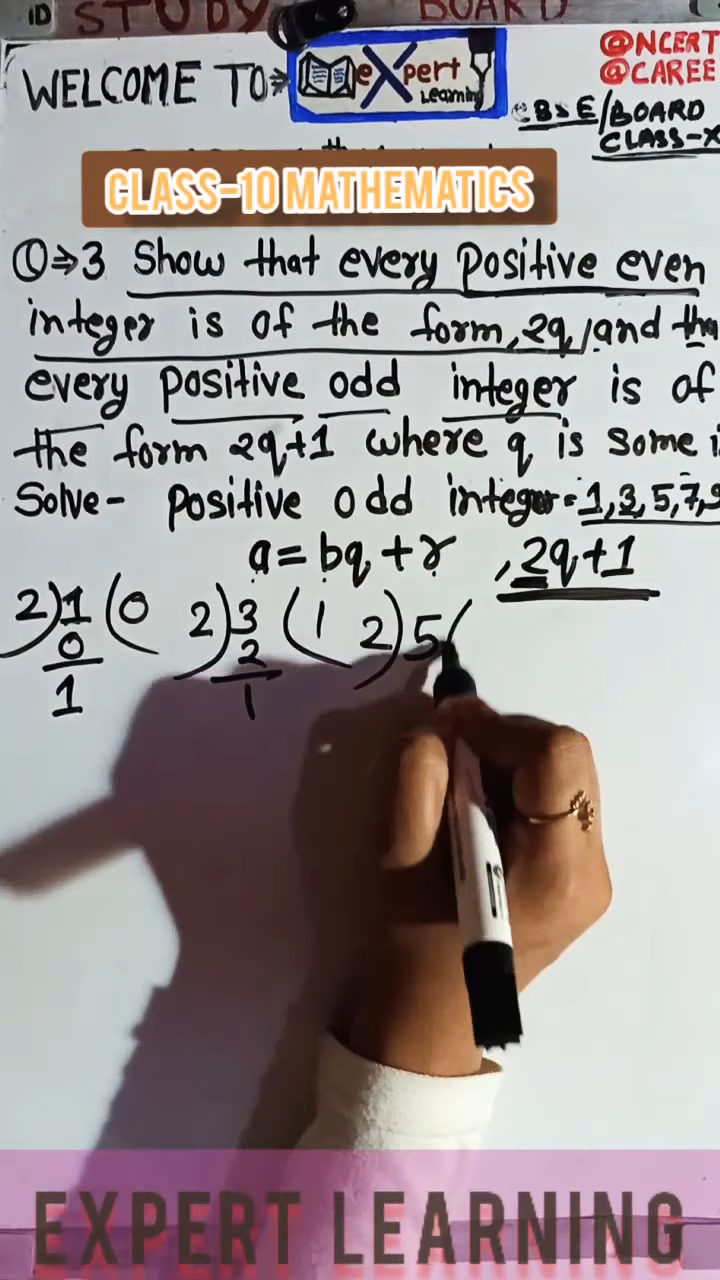 ID STUDY BOARD
WELCOME TO⇒ eXpert Learning
@NCERT
@CAREE
CBSE/BOARD
CLASS-X
CLASS-10 MATHEMATICS
Q⇒3 Show that every positive even
integer is of the form, 2q, and tha
every positive odd integer is of
the form 2q+1 where q is some i
Solve- Positive odd integer=1,3,5,7,9
a=bq+r, 2q+1
2)1(0 2)3(1 2)5(
0 2
1 1
EXPERT LEARNING